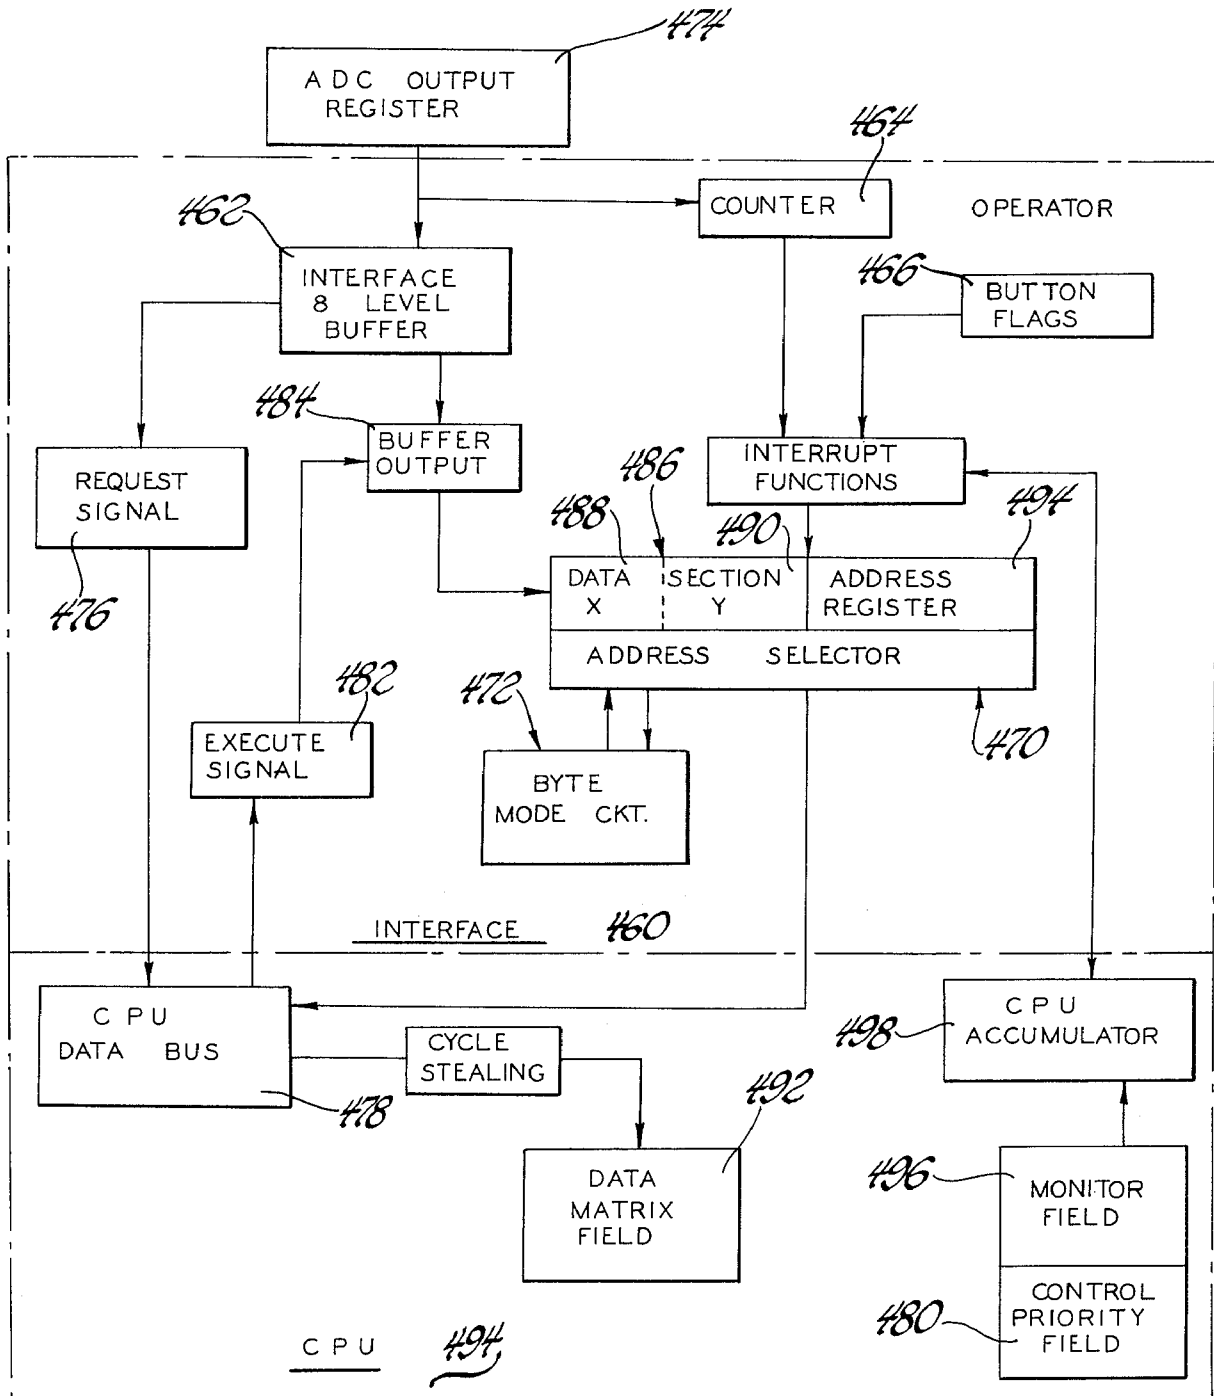 474
ADC OUTPUT
REGISTER
464
462
COUNTER
OPERATOR
INTERFACE
8 LEVEL
BUFFER
466
BUTTON
FLAGS
484
BUFFER
OUTPUT
REQUEST
SIGNAL
476
486
INTERRUPT
FUNCTIONS
488
490
494
DATA
X
SECTION
Y
ADDRESS
REGISTER
ADDRESS SELECTOR
482
472
470
EXECUTE
SIGNAL
BYTE
MODE CKT.
INTERFACE 460
CPU
DATA BUS
478
CYCLE
STEALING
498
CPU
ACCUMULATOR
492
DATA
MATRIX
FIELD
496
MONITOR
FIELD
480
CONTROL
PRIORITY
FIELD
CPU 494